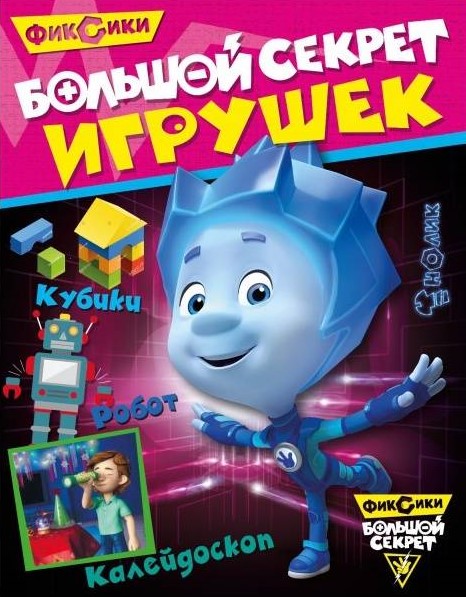 ФИКСИКИ
БОЛЬШОЙ СЕКРЕТ
ИГРУШЕК
Кубики
Нолик
Робот
Калейдоскоп
ФИКСИКИ
БОЛЬШОЙ
СЕКРЕТ